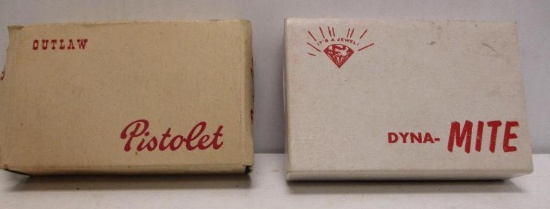 OUTLAW
Pistolet
IT'S A JEWEL!
DYNA-MITE